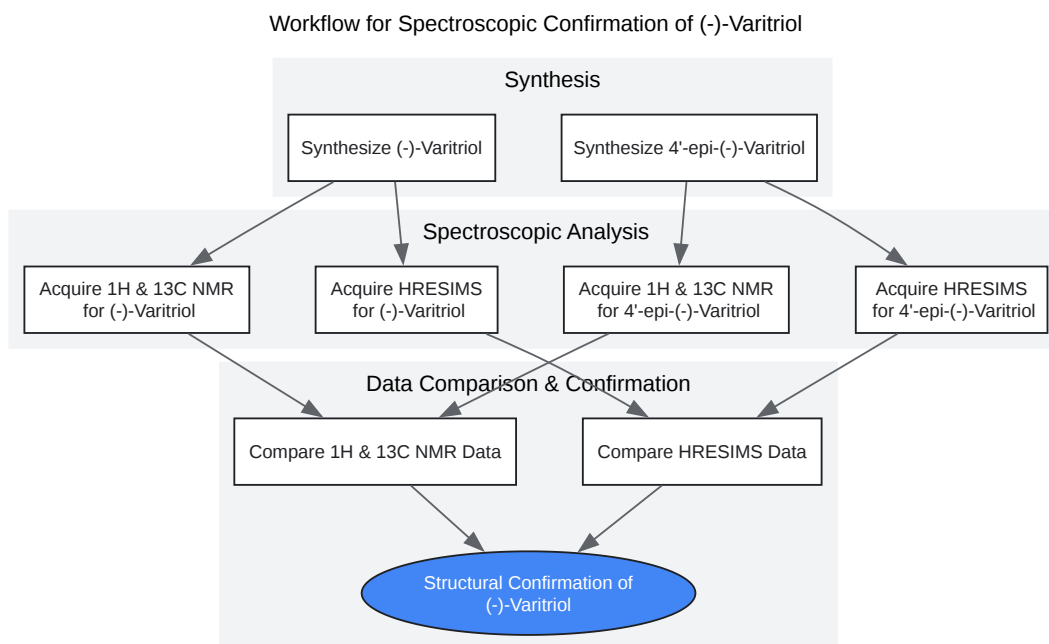 Workflow for Spectroscopic Confirmation of (-)-Varitriol
Synthesis
Synthesize (-)-Varitriol
Synthesize 4'-epi-(-)-Varitriol
Spectroscopic Analysis
Acquire 1H & 13C NMR
for (-)-Varitriol
Acquire HRESIMS
for (-)-Varitriol
Acquire 1H & 13C NMR
for 4'-epi-(-)-Varitriol
Acquire HRESIMS
for 4'-epi-(-)-Varitriol
Data Comparison & Confirmation
Compare 1H & 13C NMR Data
Compare HRESIMS Data
Structural Confirmation of
(-)-Varitriol